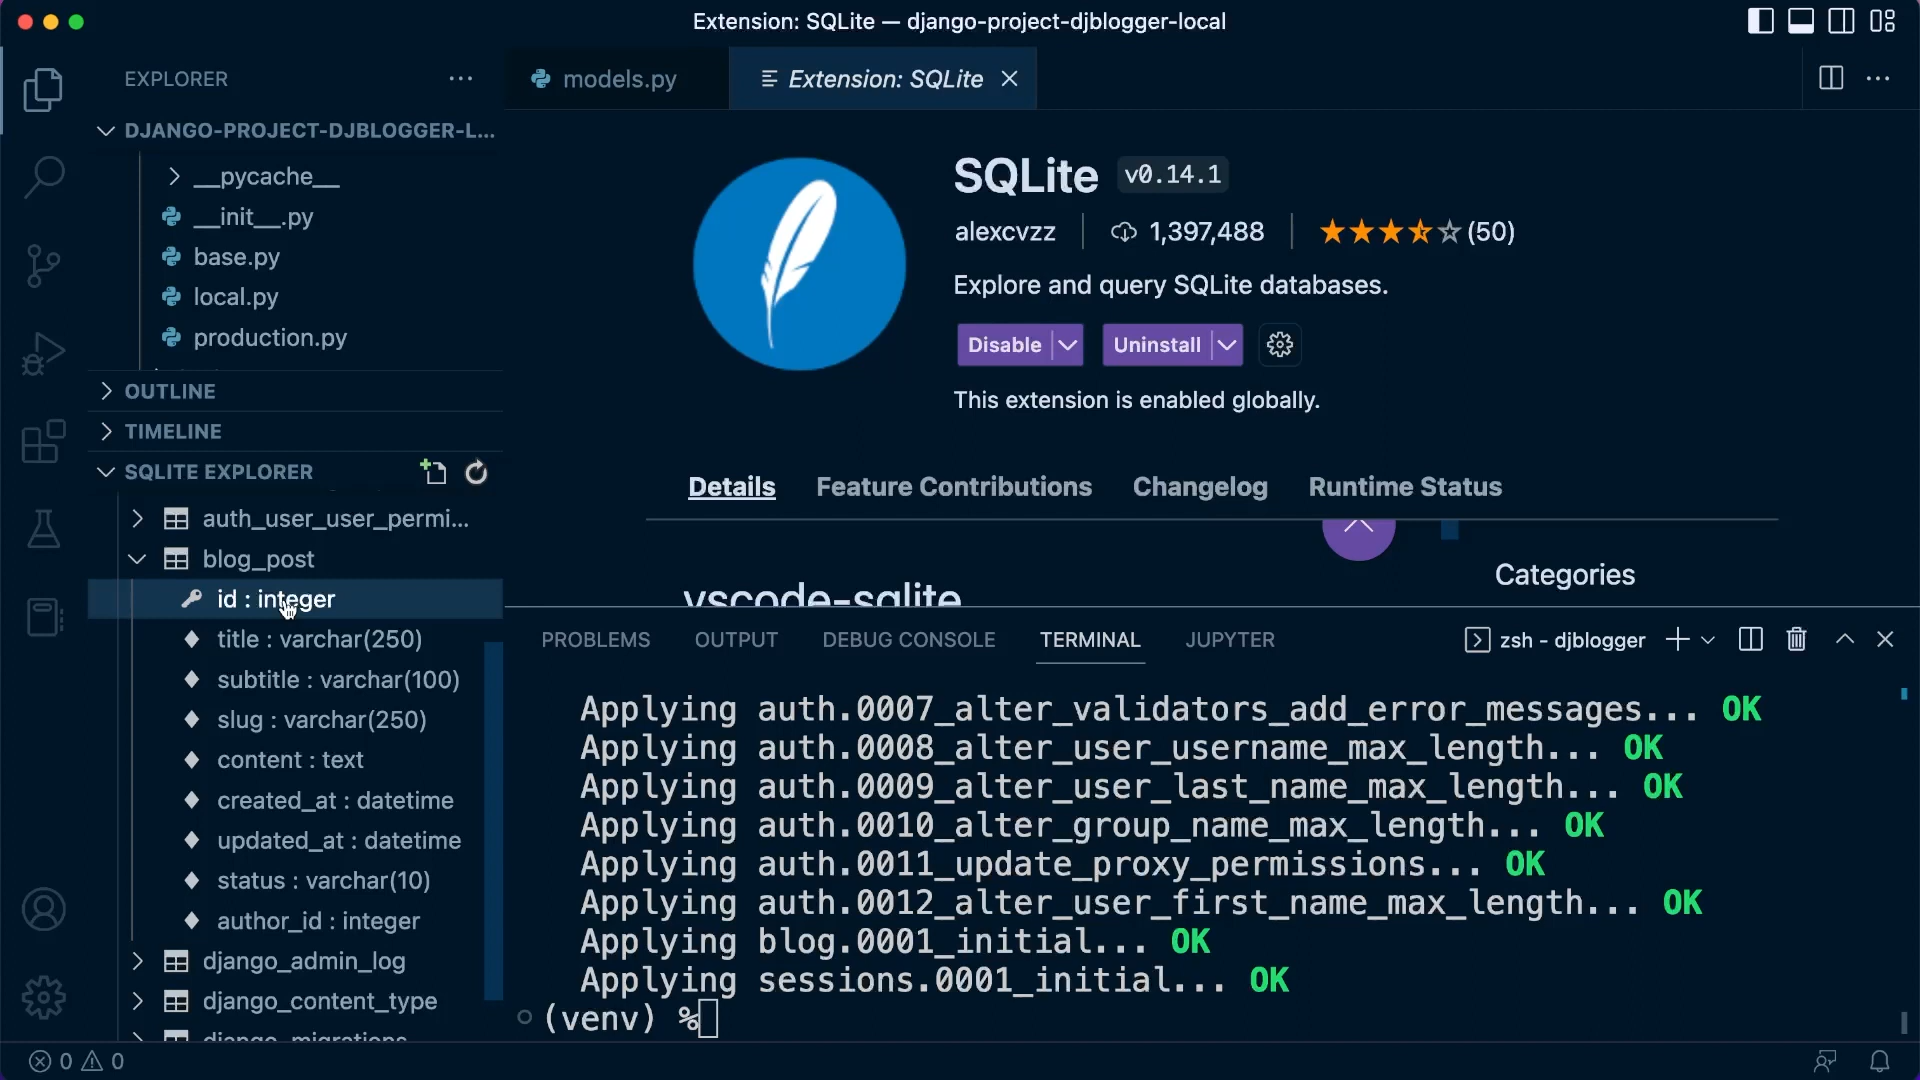 Extension: SQLite — django-project-djblogger-local
EXPLORER
models.py
Extension: SQLite
DJANGO-PROJECT-DJBLOGGER-L...
__pycache__
__init__.py
base.py
local.py
production.py
OUTLINE
TIMELINE
SQLITE EXPLORER
auth_user_user_permi...
blog_post
id : integer
title : varchar(250)
subtitle : varchar(100)
slug : varchar(250)
content : text
created_at : datetime
updated_at : datetime
status : varchar(10)
author_id : integer
django_admin_log
django_content_type
django_migrations
SQLite v0.14.1
alexcvzz 1,397,488 (50)
Explore and query SQLite databases.
Disable Uninstall
This extension is enabled globally.
Details Feature Contributions Changelog Runtime Status
vscode-sqlite
Categories
PROBLEMS OUTPUT DEBUG CONSOLE TERMINAL JUPYTER zsh - djblogger
Applying auth.0007_alter_validators_add_error_messages... OK
Applying auth.0008_alter_user_username_max_length... OK
Applying auth.0009_alter_user_last_name_max_length... OK
Applying auth.0010_alter_group_name_max_length... OK
Applying auth.0011_update_proxy_permissions... OK
Applying auth.0012_alter_user_first_name_max_length... OK
Applying blog.0001_initial... OK
Applying sessions.0001_initial... OK
(venv) %
0 0